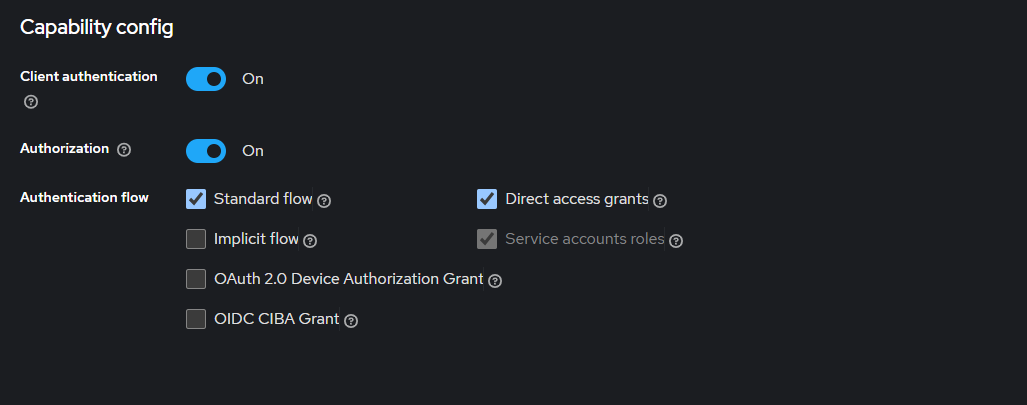 Capability config
Client authentication
On
Authorization
On
Authentication flow
Standard flow
Direct access grants
Implicit flow
Service accounts roles
OAuth 2.0 Device Authorization Grant
OIDC CIBA Grant